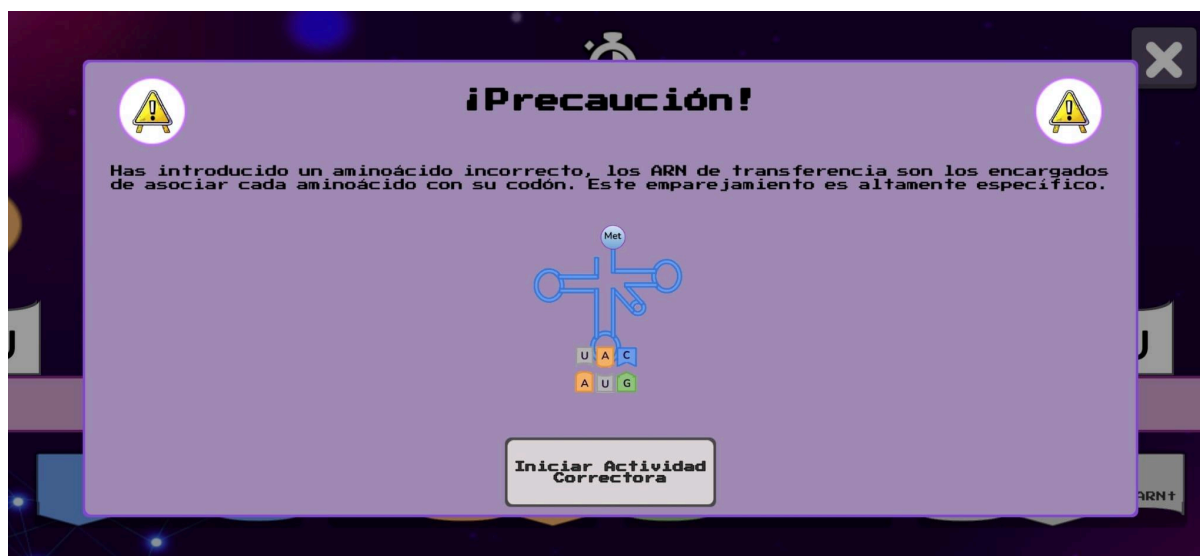 ¡Precaución!
Has introducido un aminoácido incorrecto, los ARN de transferencia son los encargados
de asociar cada aminoácido con su codón. Este emparejamiento es altamente específico.
Met
U A C
A U G
Iniciar Actividad
Correctora
ARNt